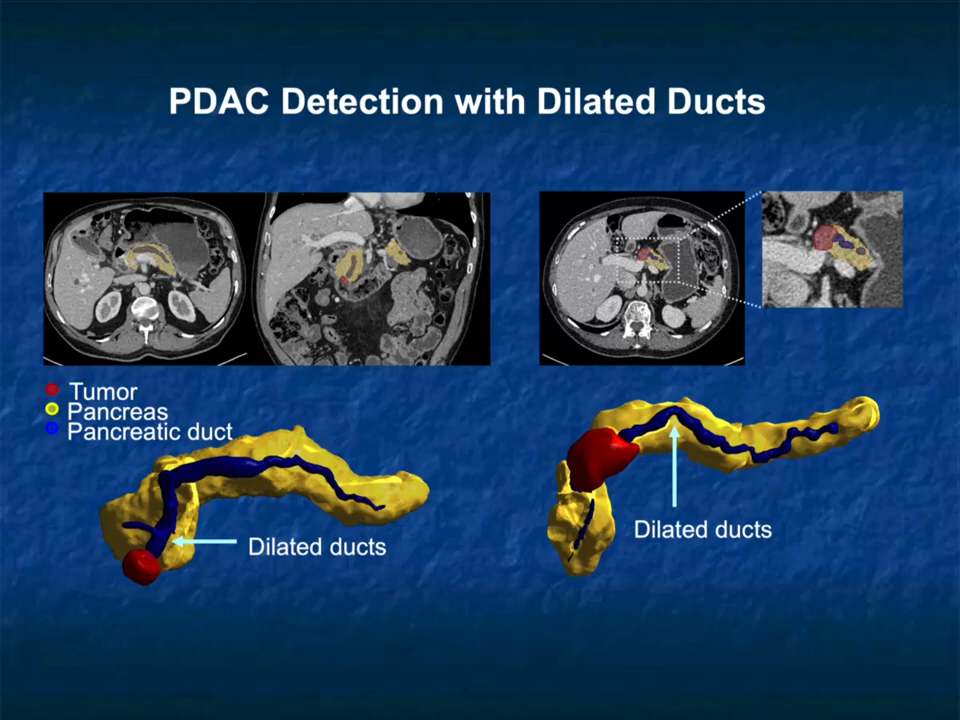 PDAC Detection with Dilated Ducts
Tumor
Pancreas
Pancreatic duct
Dilated ducts
Dilated ducts